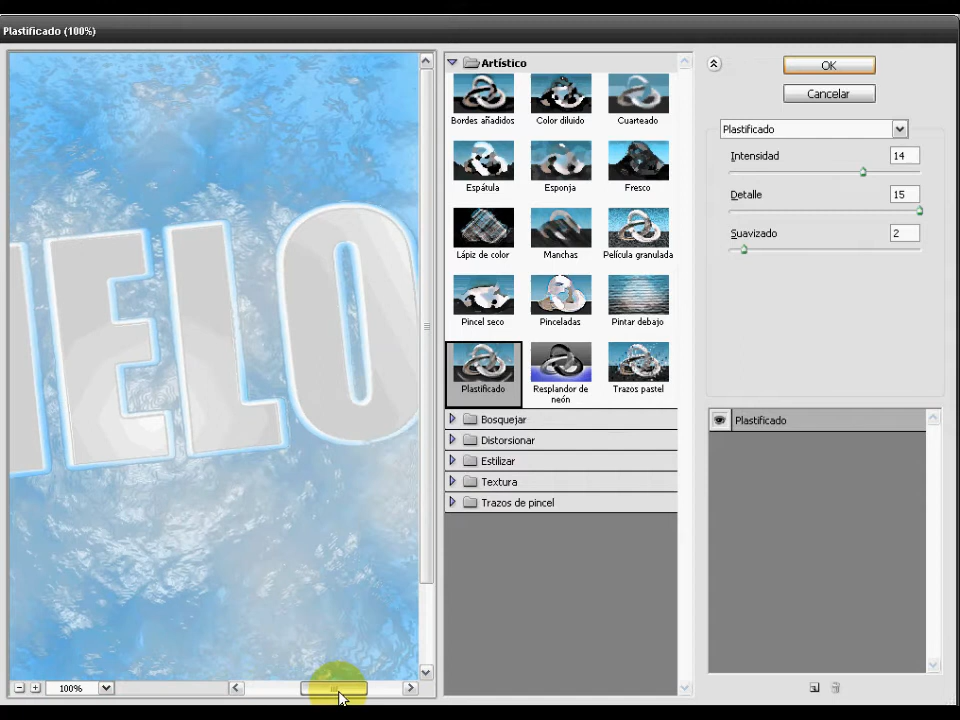 Plastificado (100%)
IELO
Artístico
Bordes añadidos
Color diluido
Cuarteado
Espátula
Esponja
Fresco
Lápiz de color
Manchas
Película granulada
Pincel seco
Pinceladas
Pintar debajo
Plastificado
Resplandor de
neón
Trazos pastel
Bosquejar
Distorsionar
Estilizar
Textura
Trazos de pincel
OK
Cancelar
Plastificado
Intensidad 14
Detalle 15
Suavizado 2
Plastificado
100%